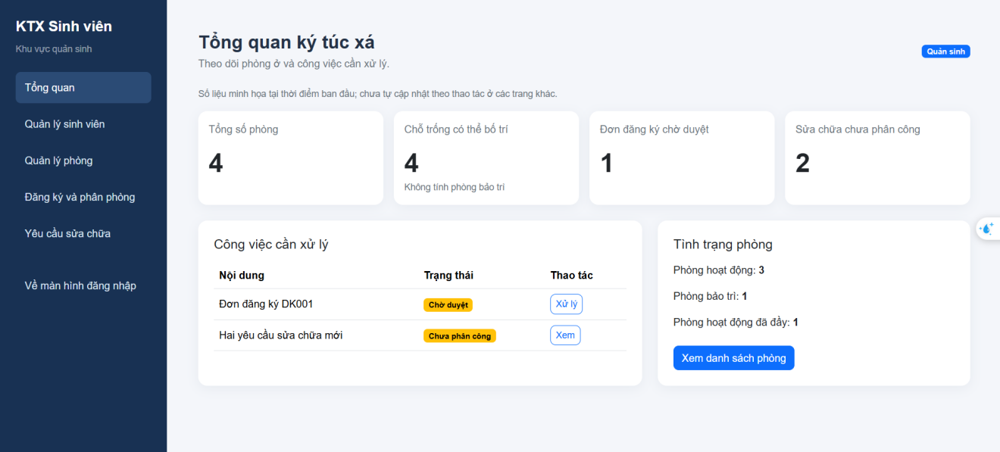 KTX Sinh viên
Khu vực quản sinh
Tổng quan
Quản lý sinh viên
Quản lý phòng
Đăng ký và phân phòng
Yêu cầu sửa chữa
Về màn hình đăng nhập
Tổng quan ký túc xá
Theo dõi phòng ở và công việc cần xử lý.
Quản sinh
Số liệu minh họa tại thời điểm ban đầu; chưa tự cập nhật theo thao tác ở các trang khác.
Tổng số phòng
4
Chỗ trống có thể bố trí
4
Không tính phòng bảo trì
Đơn đăng ký chờ duyệt
1
Sửa chữa chưa phân công
2
Công việc cần xử lý
Nội dung Trạng thái Thao tác
Đơn đăng ký DK001 Chờ duyệt Xử lý
Hai yêu cầu sửa chữa mới Chưa phân công Xem
Tình trạng phòng
Phòng hoạt động: 3
Phòng bảo trì: 1
Phòng hoạt động đã đầy: 1
Xem danh sách phòng